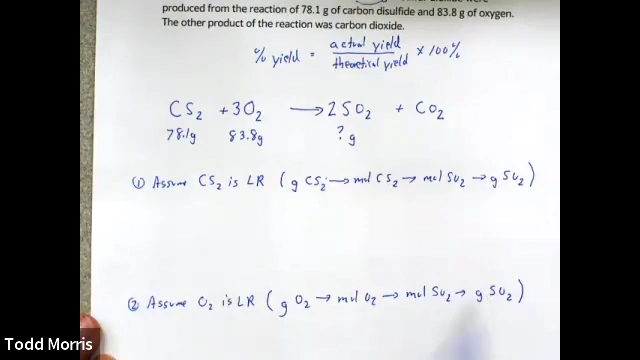 produced from the reaction of 78.1 g of carbon disulfide and 83.8 g of oxygen.
The other product of the reaction was carbon dioxide.
% yield = actual yield / theoretical yield × 100%
CS₂ + 3O₂ → 2SO₂ + CO₂
78.1g 83.8g ? g
① Assume CS₂ is LR ( g CS₂ → mol CS₂ → mol SO₂ → g SO₂ )
② Assume O₂ is LR ( g O₂ → mol O₂ → mol SO₂ → g SO₂ )
Todd Morris